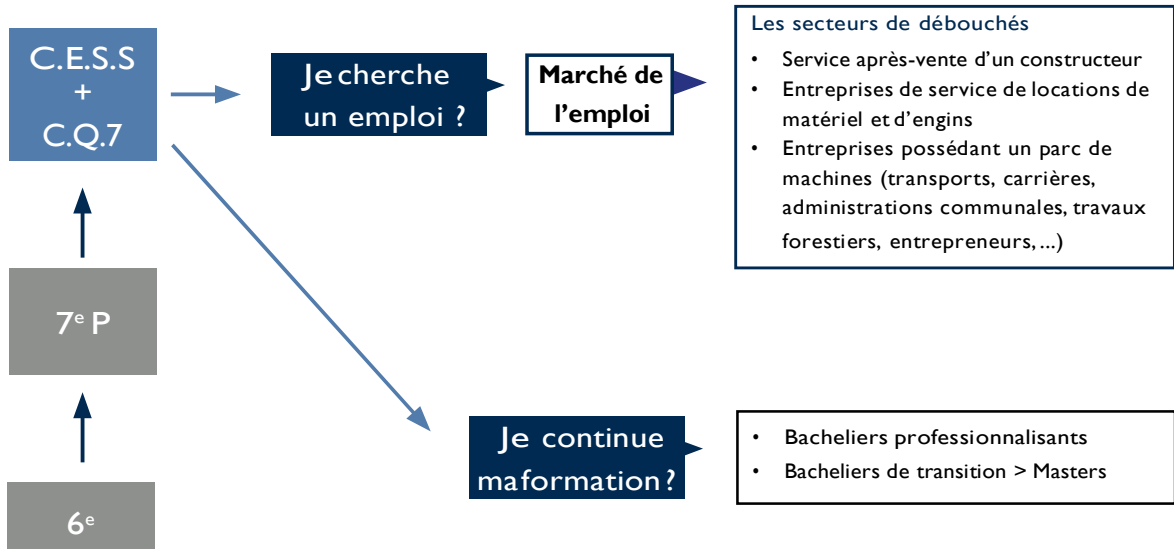 C.E.S.S
+
C.Q.7
7e P
6e
Je cherche
un emploi ?
Marché de
l'emploi
Les secteurs de débouchés
• Service après-vente d'un constructeur
• Entreprises de service de locations de
matériel et d'engins
• Entreprises possédant un parc de
machines (transports, carrières,
administrations communales, travaux
forestiers, entrepreneurs, ...)
Je continue
maformation ?
• Bacheliers professionnalisants
• Bacheliers de transition > Masters